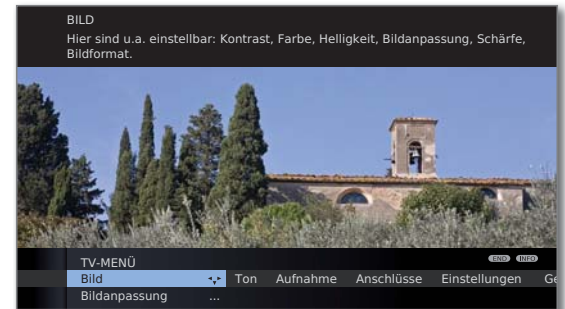 BILD
Hier sind u.a. einstellbar: Kontrast, Farbe, Helligkeit, Bildanpassung, Schärfe,
Bildformat.
TV-MENÜ END INFO
Bild Ton Aufnahme Anschlüsse Einstellungen Ge
Bildanpassung ...